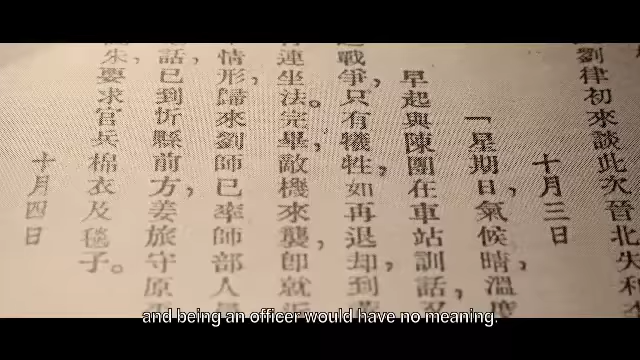 劉律初來談此次晉北失利
十月三日
「星期日，氣候晴，溫度
早起與陳團在車站訓話，
戰爭，只有犧牲，如再退却，到
連坐法。完畢，敵機來襲，卽就
情形，歸來劉師已率師部人
話，已到忻縣前方，姜旅守原
朱，要求官兵棉衣及毯子。
十月四日
and being an officer would have no meaning.